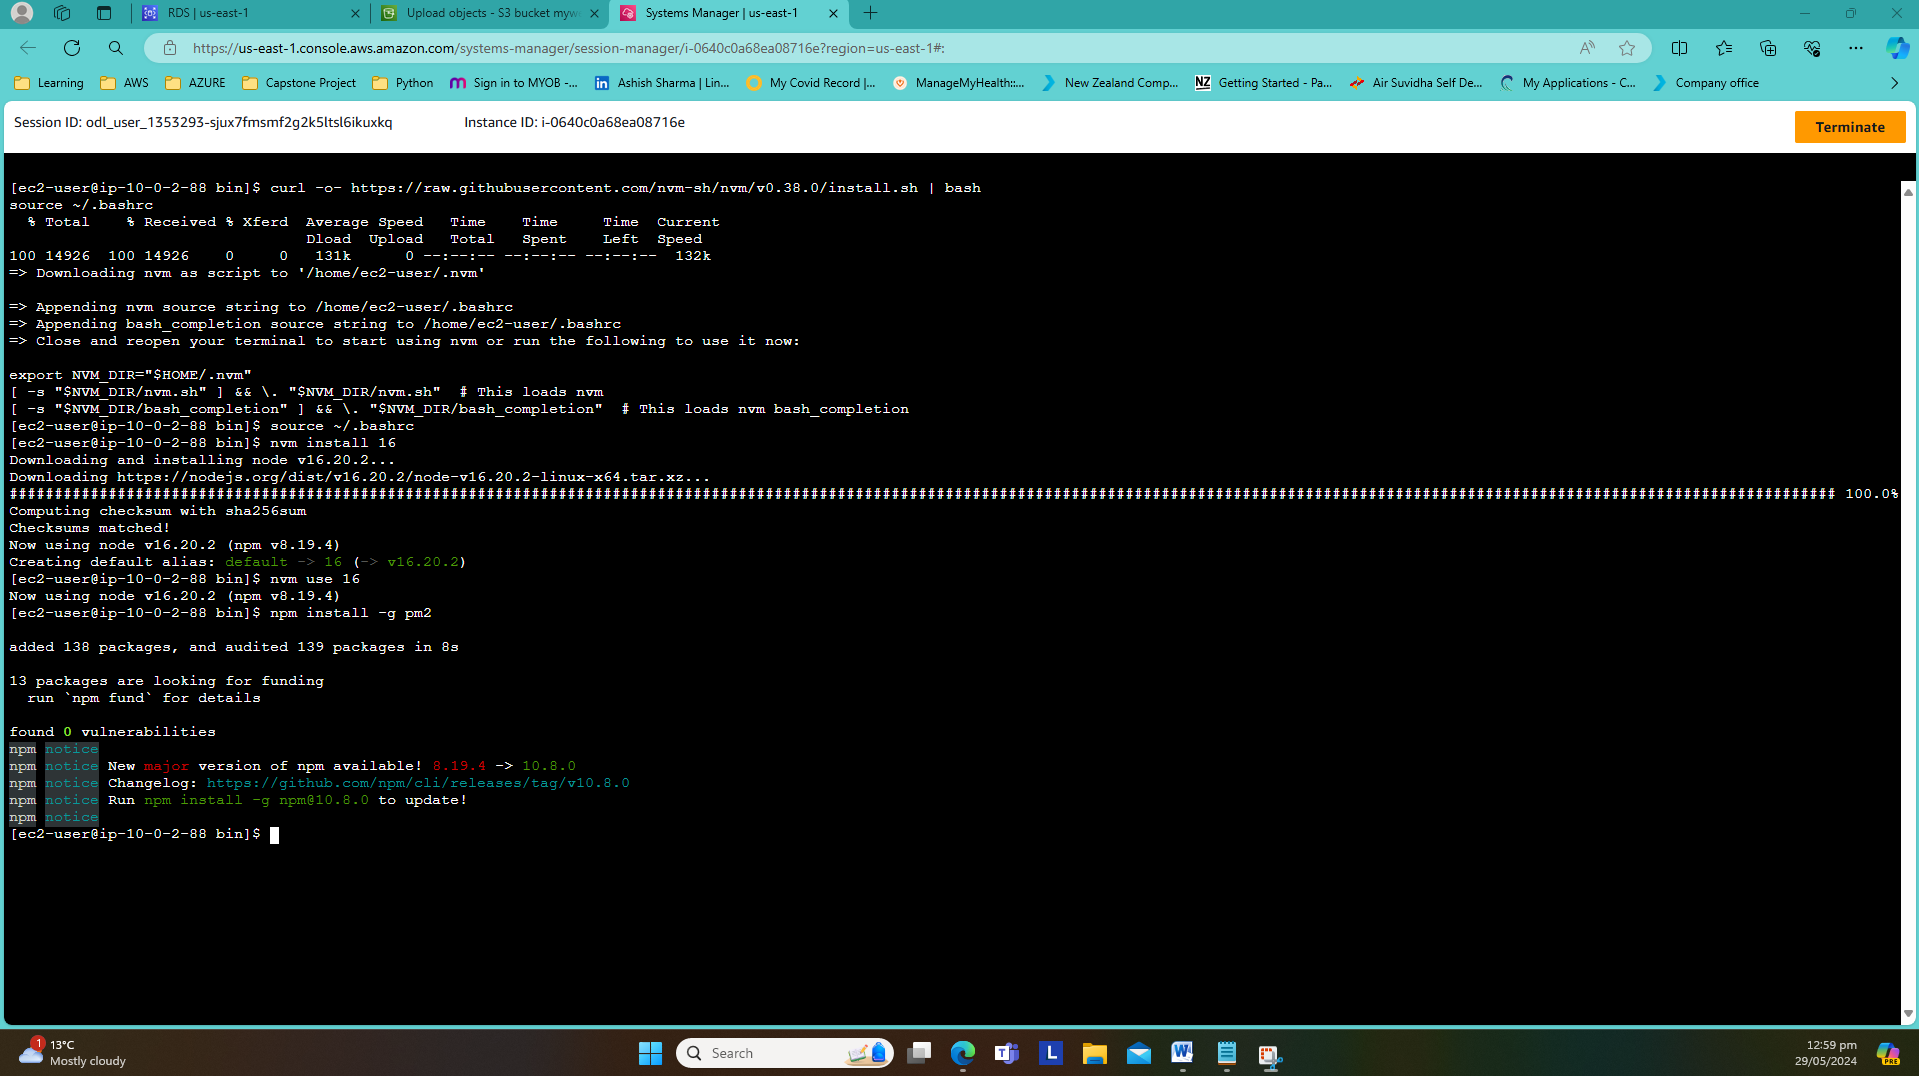 RDS | us-east-1
Upload objects - S3 bucket mywe
Systems Manager | us-east-1
https://us-east-1.console.aws.amazon.com/systems-manager/session-manager/i-0640c0a68ea08716e?region=us-east-1#:
Learning AWS AZURE Capstone Project Python Sign in to MYOB -... Ashish Sharma | Lin... My Covid Record |... ManageMyHealth::... New Zealand Comp... NZ Getting Started - Pa... Air Suvidha Self De... My Applications - C... Company office
Session ID: odl_user_1353293-sjux7fmsmf2g2k5ltsl6ikuxkq Instance ID: i-0640c0a68ea08716e Terminate
[ec2-user@ip-10-0-2-88 bin]$ curl -o- https://raw.githubusercontent.com/nvm-sh/nvm/v0.38.0/install.sh | bash
source ~/.bashrc
% Total % Received % Xferd Average Speed Time Time Time Current
Dload Upload Total Spent Left Speed
100 14926 100 14926 0 0 131k 0 --:--:-- --:--:-- --:--:-- 132k
=> Downloading nvm as script to '/home/ec2-user/.nvm'
=> Appending nvm source string to /home/ec2-user/.bashrc
=> Appending bash_completion source string to /home/ec2-user/.bashrc
=> Close and reopen your terminal to start using nvm or run the following to use it now:
export NVM_DIR="$HOME/.nvm"
[ -s "$NVM_DIR/nvm.sh" ] && \. "$NVM_DIR/nvm.sh" # This loads nvm
[ -s "$NVM_DIR/bash_completion" ] && \. "$NVM_DIR/bash_completion" # This loads nvm bash_completion
[ec2-user@ip-10-0-2-88 bin]$ source ~/.bashrc
[ec2-user@ip-10-0-2-88 bin]$ nvm install 16
Downloading and installing node v16.20.2...
Downloading https://nodejs.org/dist/v16.20.2/node-v16.20.2-linux-x64.tar.xz...
100.0%
Computing checksum with sha256sum
Checksums matched!
Now using node v16.20.2 (npm v8.19.4)
Creating default alias: default -> 16 (-> v16.20.2)
[ec2-user@ip-10-0-2-88 bin]$ nvm use 16
Now using node v16.20.2 (npm v8.19.4)
[ec2-user@ip-10-0-2-88 bin]$ npm install -g pm2
added 138 packages, and audited 139 packages in 8s
13 packages are looking for funding
run `npm fund` for details
found 0 vulnerabilities
npm notice
npm notice New major version of npm available! 8.19.4 -> 10.8.0
npm notice Changelog: https://github.com/npm/cli/releases/tag/v10.8.0
npm notice Run npm install -g npm@10.8.0 to update!
npm notice
[ec2-user@ip-10-0-2-88 bin]$
1
13°C
Mostly cloudy
Search
12:59 pm
29/05/2024
PRE